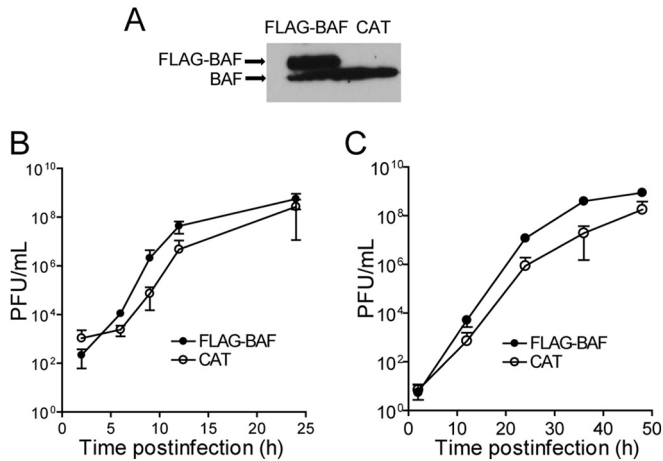 A
FLAG-BAF CAT
FLAG-BAF
BAF
B
10^10
10^8
10^6
10^4
10^2
10^0
PFU/mL
FLAG-BAF
CAT
0 5 10 15 20 25
Time postinfection (h)
C
10^10
10^8
10^6
10^4
10^2
10^0
PFU/mL
FLAG-BAF
CAT
0 10 20 30 40 50
Time postinfection (h)